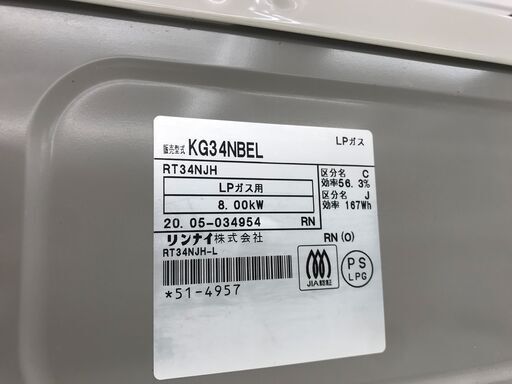 販売型式 KG34NBEL LPガス
RT34NJH
LPガス用
8.00kW
20.05-034954 RN
リンナイ株式会社
RT34NJH-L
*51-4957
区分名 C
効率56.3%
区分名 J
効率 167Wh
RN(O)
JIA認証
PS
LPG